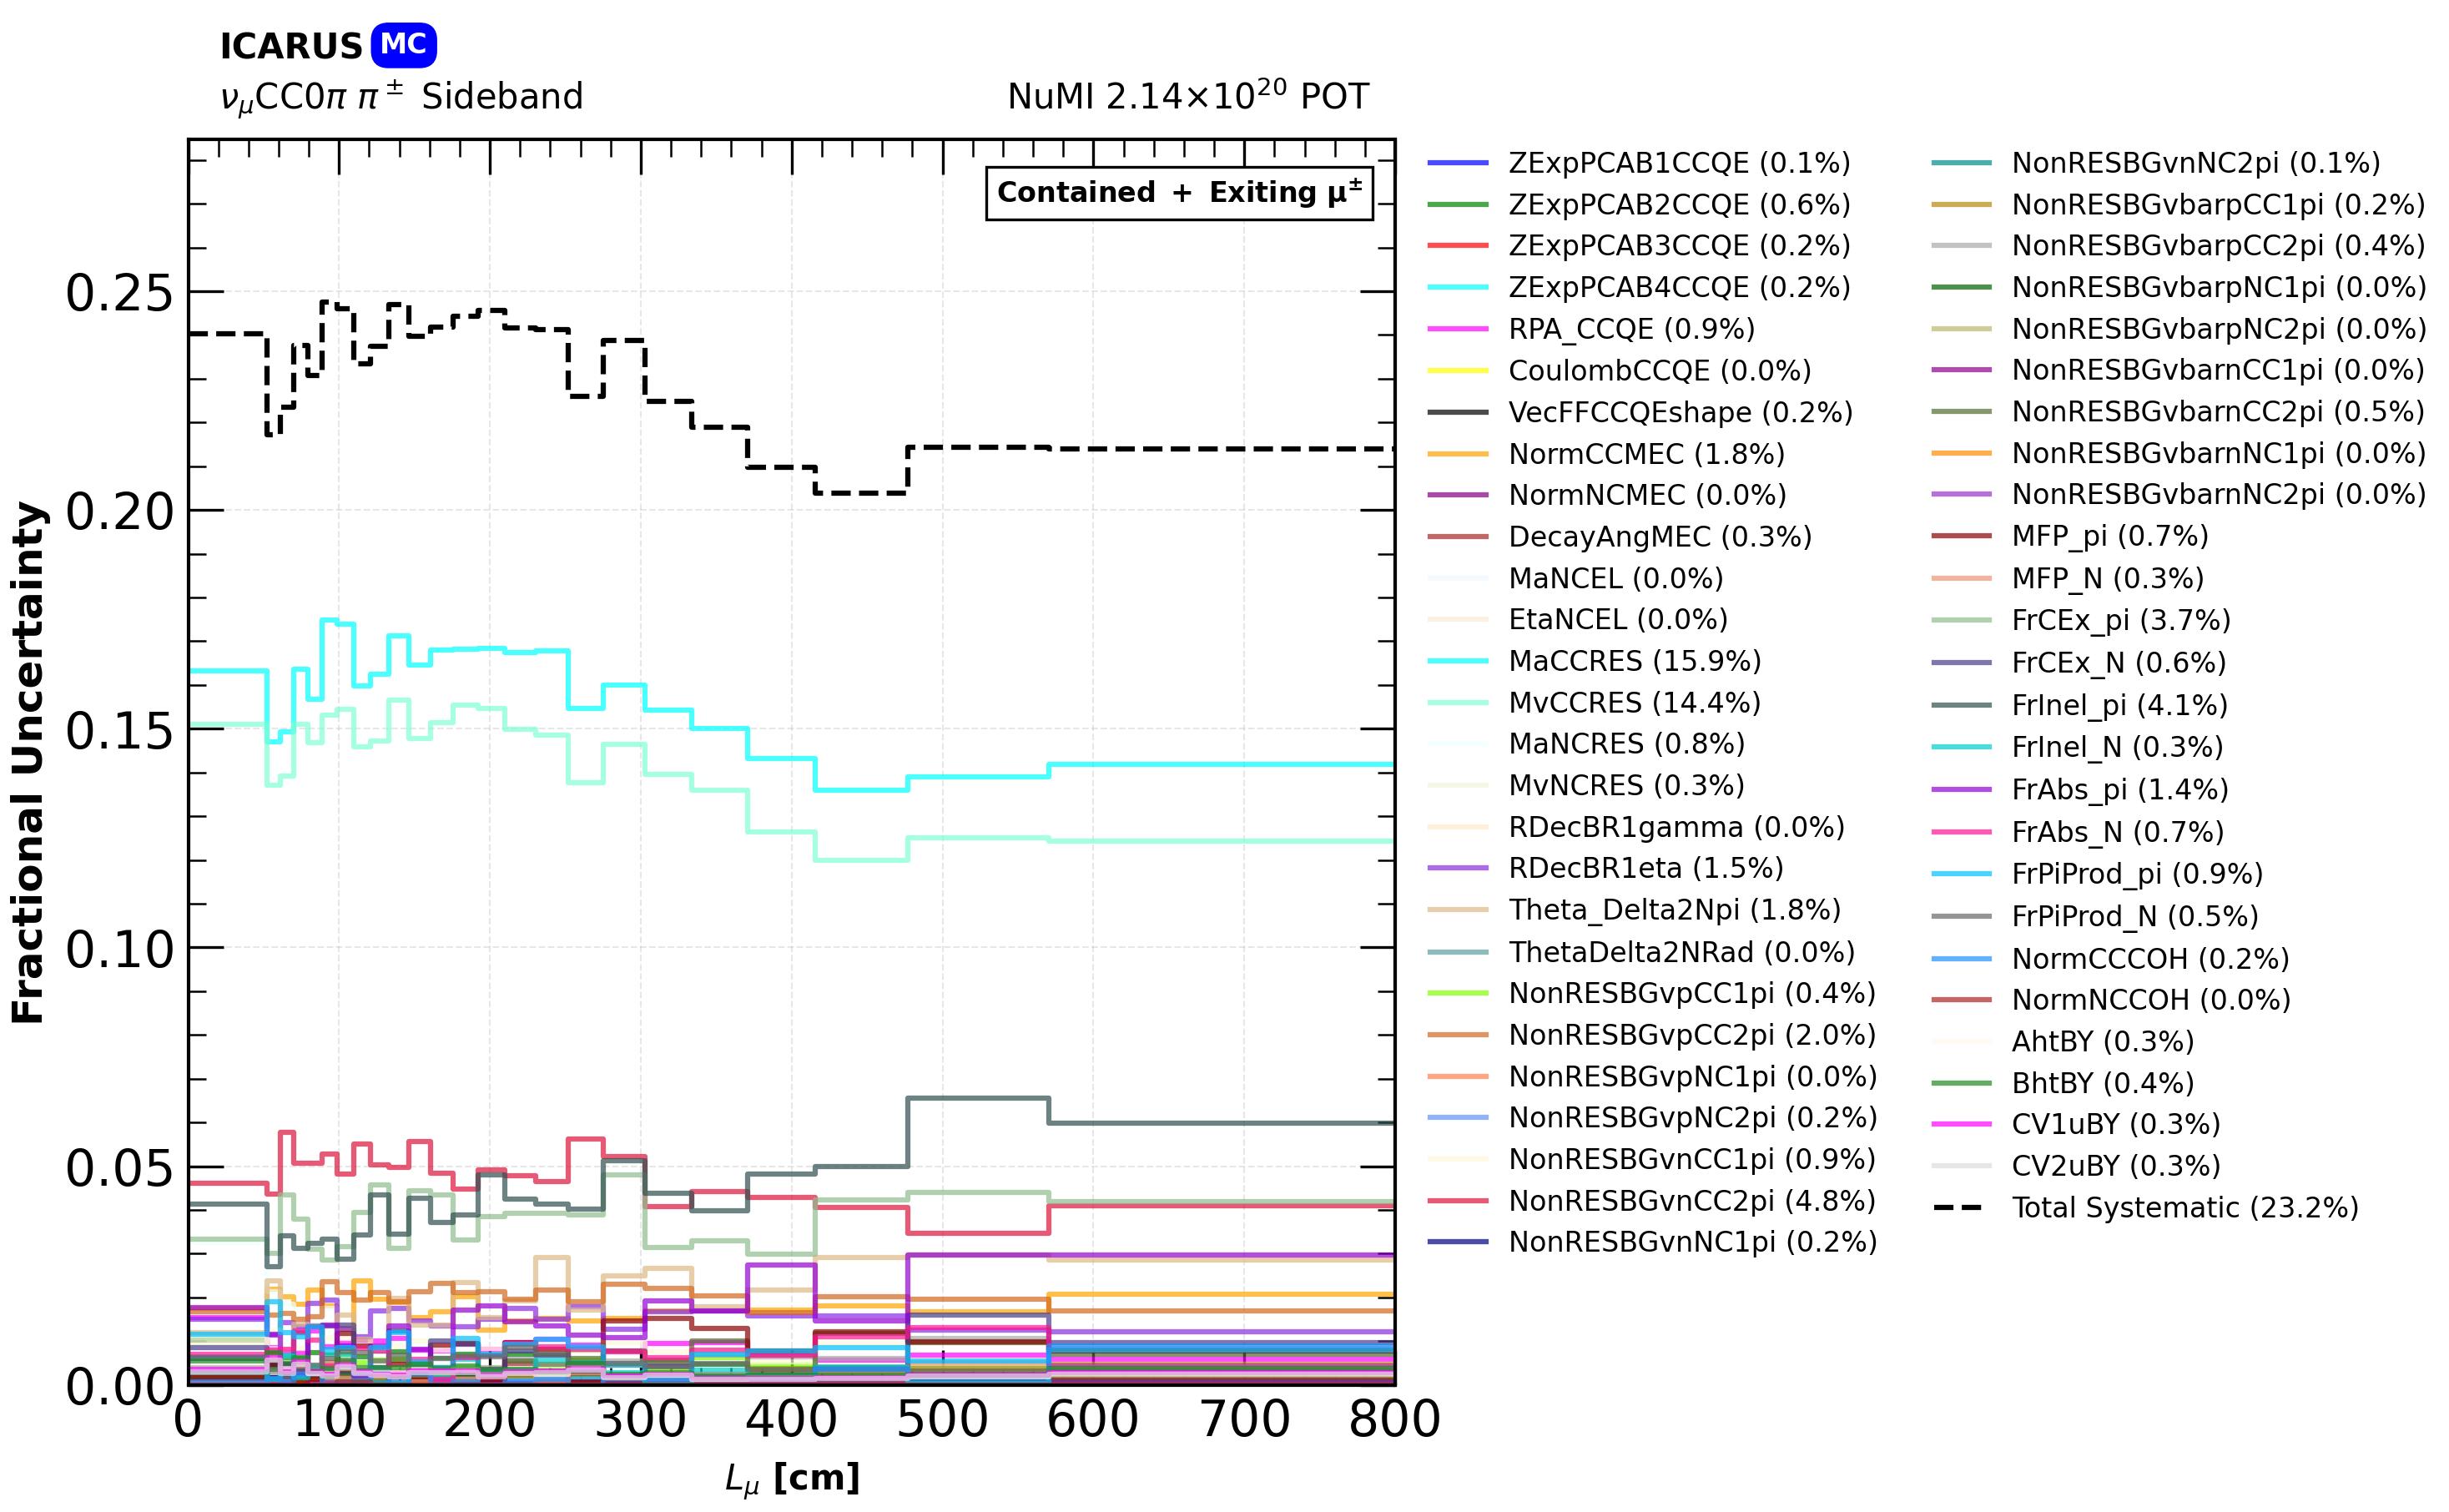 ICARUS MC
νμCC0π π± Sideband
NuMI 2.14×10²⁰ POT
Contained + Exiting μ±
Fractional Uncertainty
0.25
0.20
0.15
0.10
0.05
0.00
0 100 200 300 400 500 600 700 800
Lμ [cm]
ZExpPCAB1CCQE (0.1%)
ZExpPCAB2CCQE (0.6%)
ZExpPCAB3CCQE (0.2%)
ZExpPCAB4CCQE (0.2%)
RPA_CCQE (0.9%)
CoulombCCQE (0.0%)
VecFFCCQEshape (0.2%)
NormCCMEC (1.8%)
NormNCMEC (0.0%)
DecayAngMEC (0.3%)
MaNCEL (0.0%)
EtaNCEL (0.0%)
MaCCRES (15.9%)
MvCCRES (14.4%)
MaNCRES (0.8%)
MvNCRES (0.3%)
RDecBR1gamma (0.0%)
RDecBR1eta (1.5%)
Theta_Delta2Npi (1.8%)
ThetaDelta2NRad (0.0%)
NonRESBGvpCC1pi (0.4%)
NonRESBGvpCC2pi (2.0%)
NonRESBGvpNC1pi (0.0%)
NonRESBGvpNC2pi (0.2%)
NonRESBGvnCC1pi (0.9%)
NonRESBGvnCC2pi (4.8%)
NonRESBGvnNC1pi (0.2%)
NonRESBGvnNC2pi (0.1%)
NonRESBGvbarpCC1pi (0.2%)
NonRESBGvbarpCC2pi (0.4%)
NonRESBGvbarpNC1pi (0.0%)
NonRESBGvbarpNC2pi (0.0%)
NonRESBGvbarnCC1pi (0.0%)
NonRESBGvbarnCC2pi (0.5%)
NonRESBGvbarnNC1pi (0.0%)
NonRESBGvbarnNC2pi (0.0%)
MFP_pi (0.7%)
MFP_N (0.3%)
FrCEx_pi (3.7%)
FrCEx_N (0.6%)
FrInel_pi (4.1%)
FrInel_N (0.3%)
FrAbs_pi (1.4%)
FrAbs_N (0.7%)
FrPiProd_pi (0.9%)
FrPiProd_N (0.5%)
NormCCCOH (0.2%)
NormNCCOH (0.0%)
AhtBY (0.3%)
BhtBY (0.4%)
CV1uBY (0.3%)
CV2uBY (0.3%)
Total Systematic (23.2%)